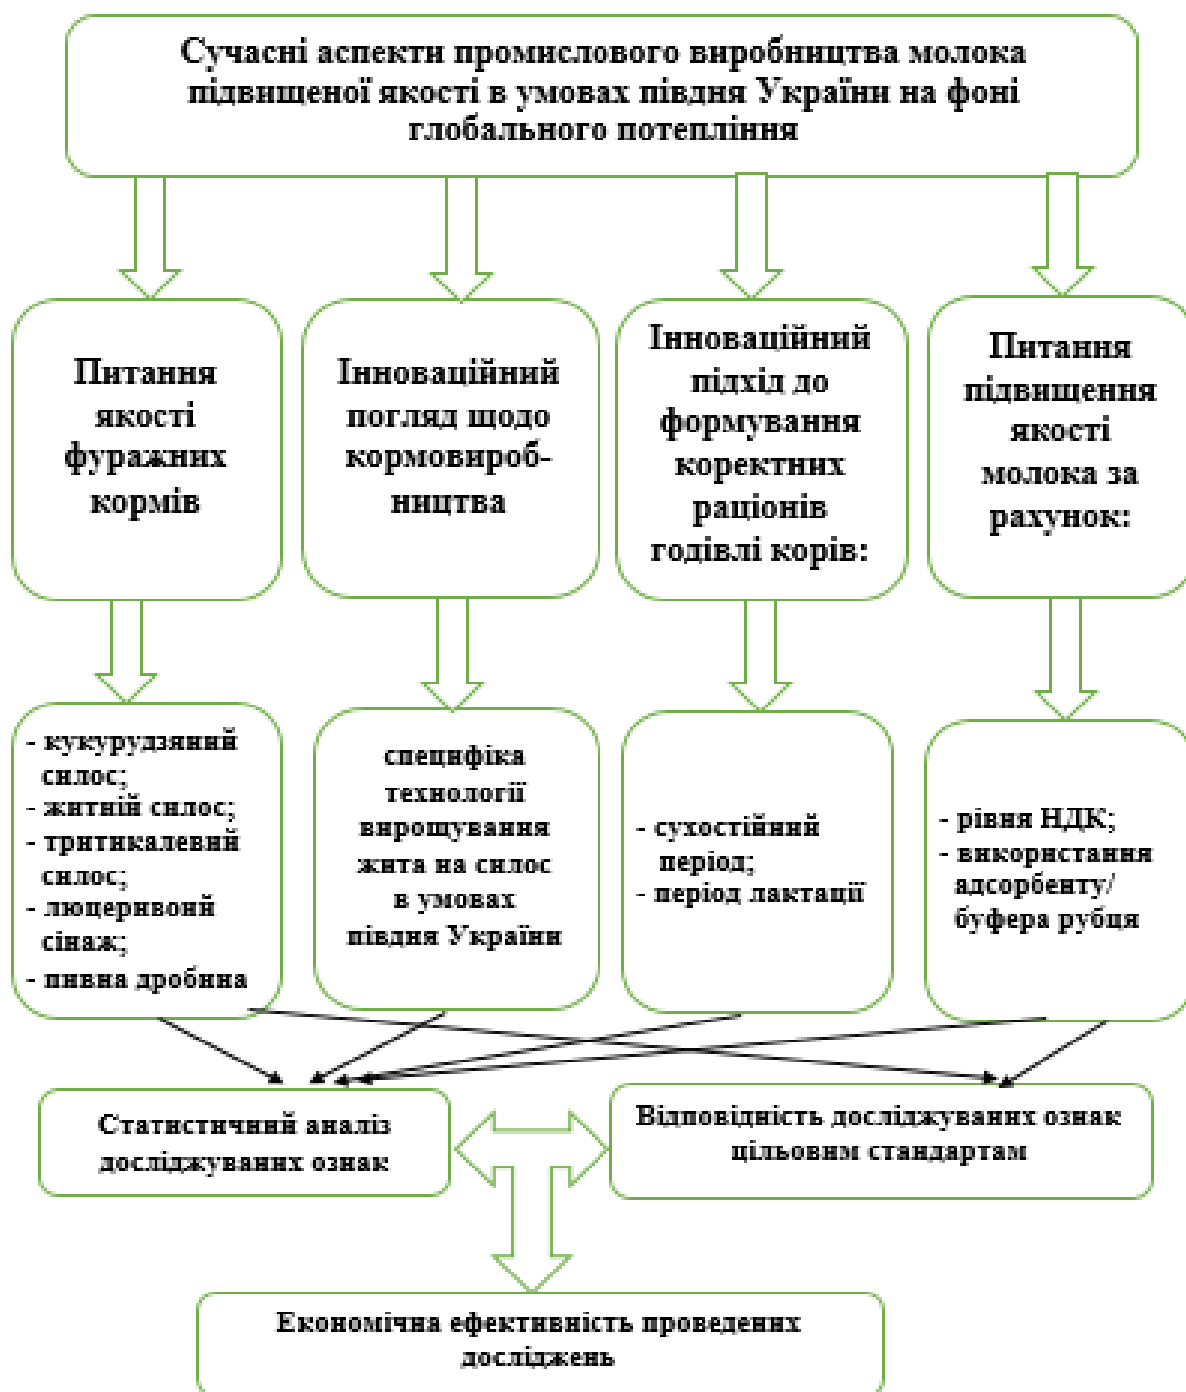 Сучасні аспекти промислового виробництва молока
підвищеної якості в умовах півдня України на фоні
глобального потепління
Питання
якості
фуражних
кормів
Інноваційний
погляд щодо
кормовироб-
ництва
Інноваційний
підхід до
формування
коректних
раціонів
годівлі корів:
Питання
підвищення
якості
молока за
рахунок:
- кукурудзяний
силос;
- житній силос;
- тритикалевий
силос;
- люцеривонй
сінаж;
- пивна дробина
специфіка
технології
вирощування
жита на силос
в умовах
півдня України
- сухостійний
період;
- період лактації
- рівня НДК;
- використання
адсорбенту/
буфера рубця
Статистичний аналіз
досліджуваних ознак
Відповідність досліджуваних ознак
цільовим стандартам
Економічна ефективність проведених
досліджень